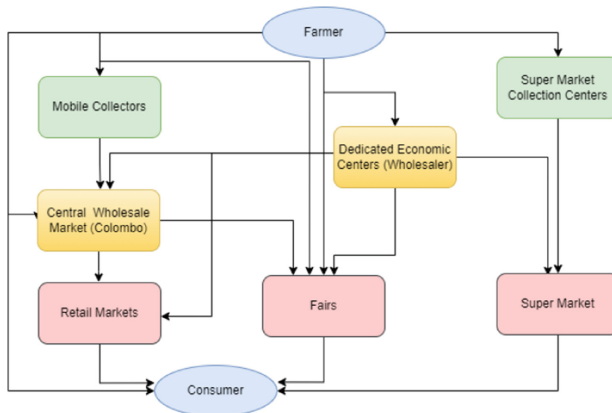 Farmer
Mobile Collectors
Super Market
Collection Centers
Dedicated Economic
Centers (Wholesaler)
Central Wholesale
Market (Colombo)
Retail Markets
Fairs
Super Market
Consumer